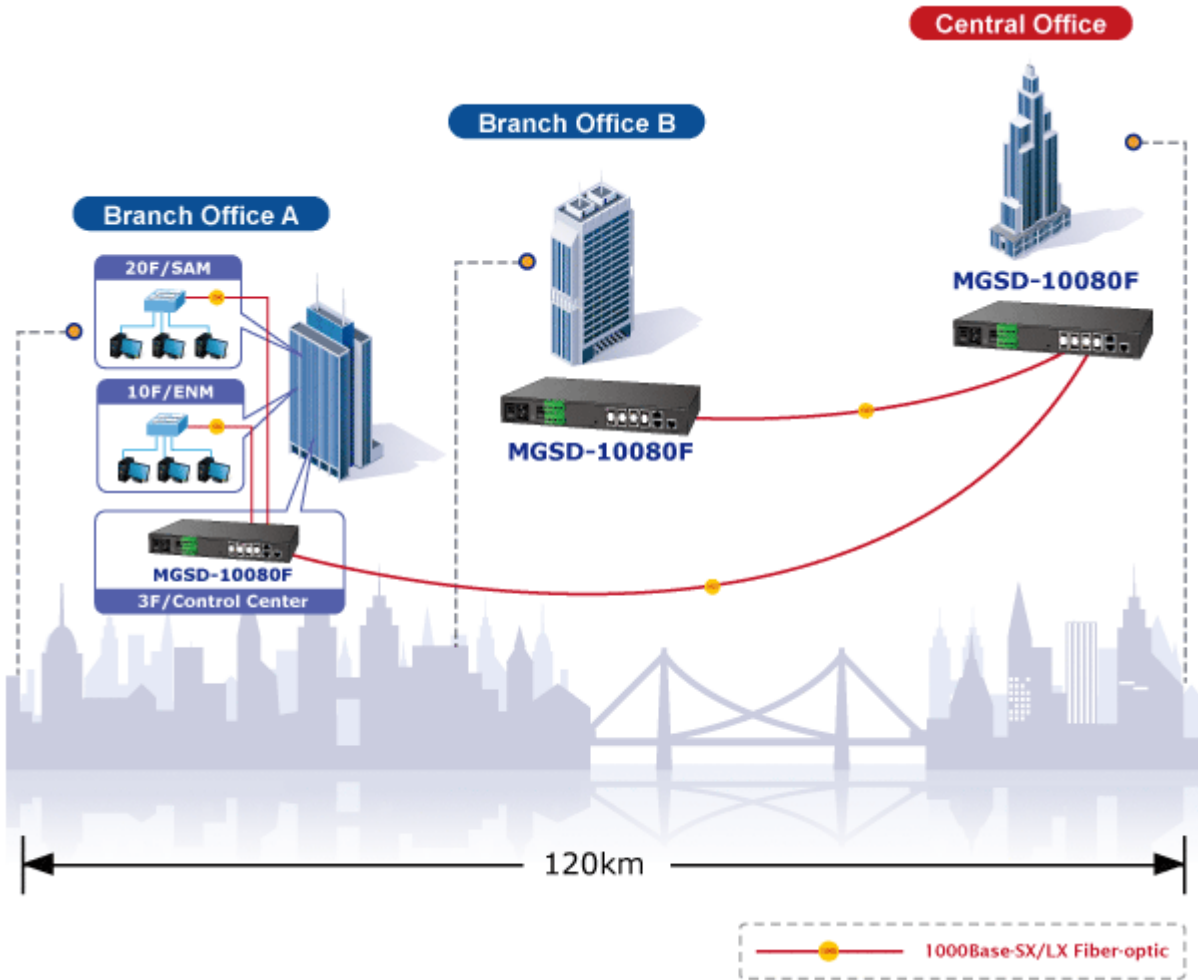 Central Office
Branch Office B
Branch Office A
20F/SAM
10F/ENM
MGSD-10080F
MGSD-10080F
MGSD-10080F
3F/Control Center
120km
1000Base-SX/LX Fiber-optic